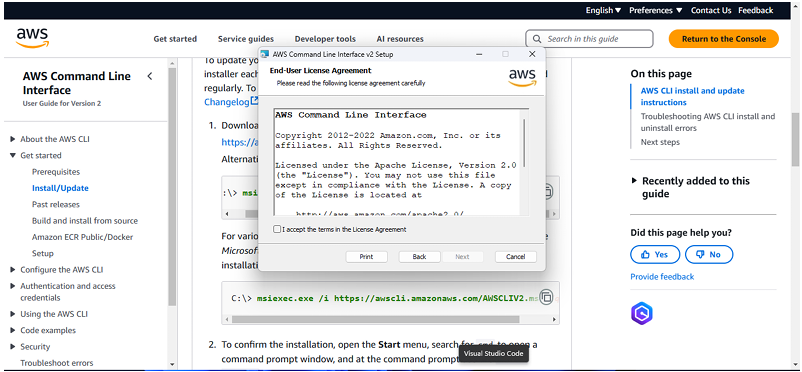 English Preferences Contact Us Feedback
aws
Get started Service guides Developer tools AI resources
Search in this guide
Return to the Console
AWS Command Line
Interface
User Guide for Version 2
About the AWS CLI
Get started
Prerequisites
Install/Update
Past releases
Build and install from source
Amazon ECR Public/Docker
Setup
Configure the AWS CLI
Authentication and access
credentials
Using the AWS CLI
Code examples
Security
Troubleshoot errors
To update you
installer each
regularly. To
Changelog
1. Downloa
https://a
Alternati
:\> msi
For vario
Microsof
installatio
C:\> msiexec.exe /i https://awscli.amazonaws.com/AWSCLIV2.ms
2. To confirm the installation, open the Start menu, search for cmd to open a
command prompt window, and at the command prompt
Visual Studio Code
AWS Command Line Interface v2 Setup
End-User License Agreement
Please read the following license agreement carefully
aws
AWS Command Line Interface
Copyright 2012-2022 Amazon.com, Inc. or its
affiliates. All Rights Reserved.
Licensed under the Apache License, Version 2.0
(the "License"). You may not use this file
except in compliance with the License. A copy
of the License is located at
http://aws.amazon.com/apache2.0/
I accept the terms in the License Agreement
Print Back Next Cancel
On this page
AWS CLI install and update
instructions
Troubleshooting AWS CLI install and
uninstall errors
Next steps
Recently added to this
guide
Did this page help you?
Yes No
Provide feedback